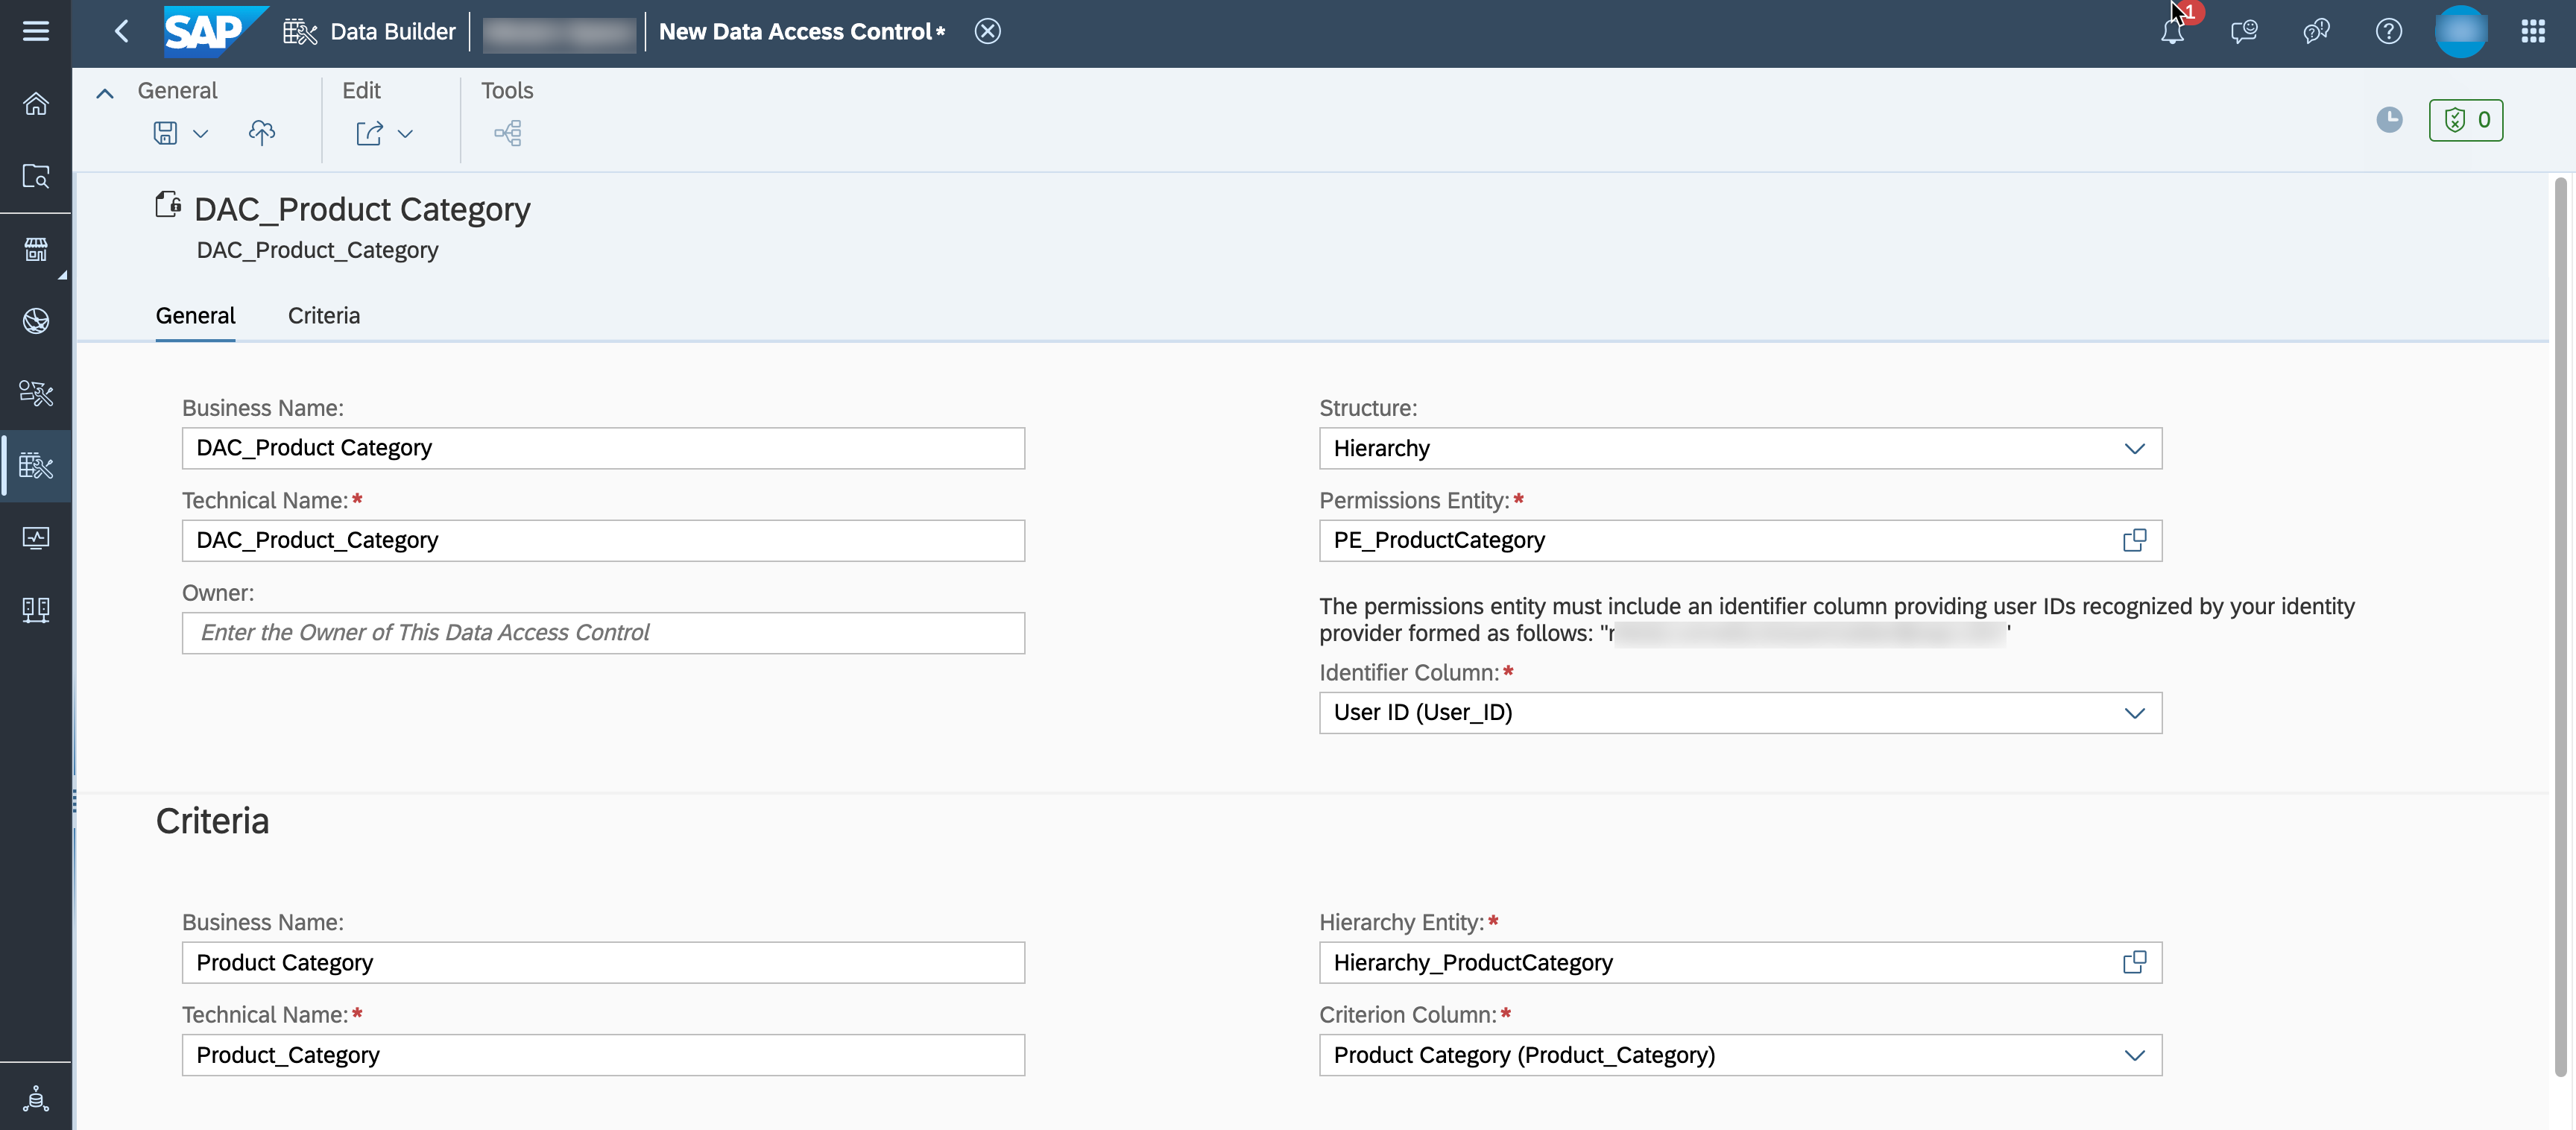 SAP Data Builder New Data Access Control* 1
General Edit Tools
0
DAC_Product Category
DAC_Product_Category
General Criteria
Business Name:
DAC_Product Category
Technical Name:*
DAC_Product_Category
Owner:
Enter the Owner of This Data Access Control
Structure:
Hierarchy
Permissions Entity:*
PE_ProductCategory
The permissions entity must include an identifier column providing user IDs recognized by your identity
provider formed as follows: "
Identifier Column:*
User ID (User_ID)
Criteria
Business Name:
Product Category
Technical Name:*
Product_Category
Hierarchy Entity:*
Hierarchy_ProductCategory
Criterion Column:*
Product Category (Product_Category)